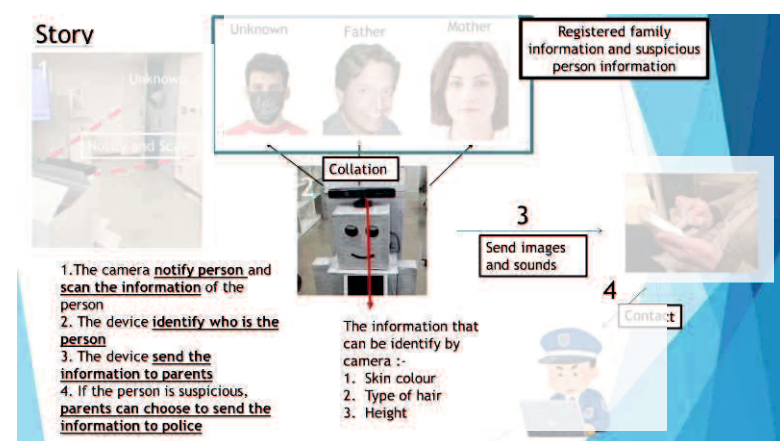 Story
Unknown
Father
Mother
Registered family
information and suspicious
person information
1
Unknown
Notify and Scan
Collation
2
3
Send images
and sounds
4
Contact
1.The camera notify person and
scan the information of the
person
2. The device identify who is the
person
3. The device send the
information to parents
4. If the person is suspicious,
parents can choose to send the
information to police
The information that
can be identify by
camera :-
1. Skin colour
2. Type of hair
3. Height